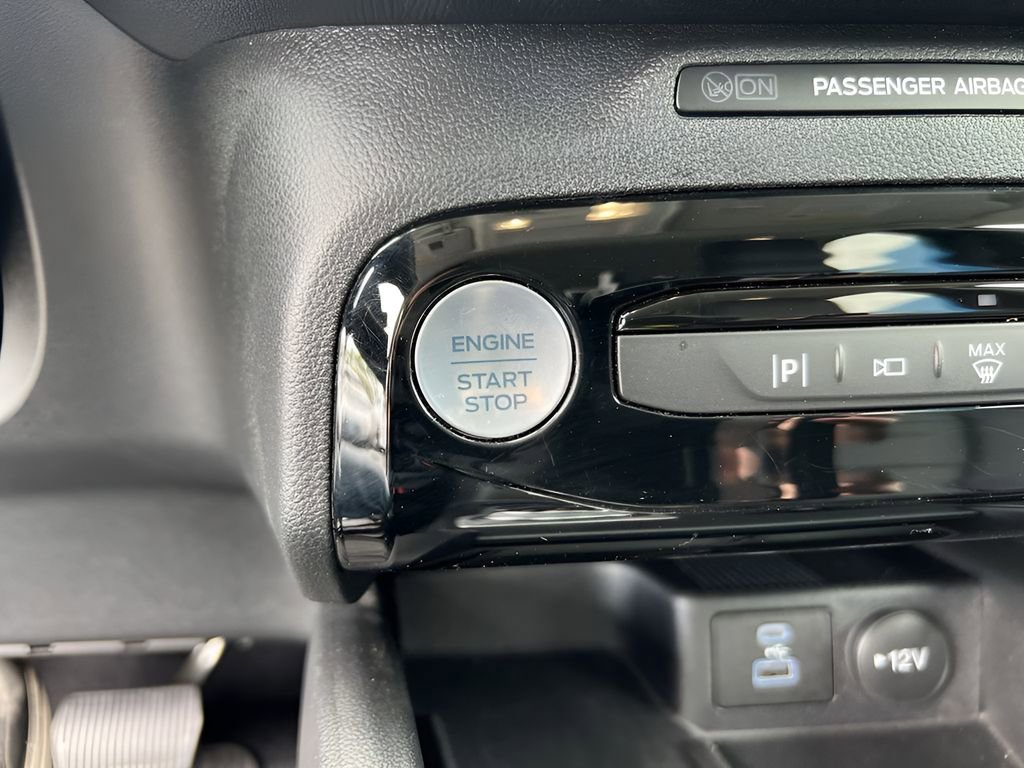 ON PASSENGER AIRBAG
ENGINE
START
STOP
P
MAX
12V